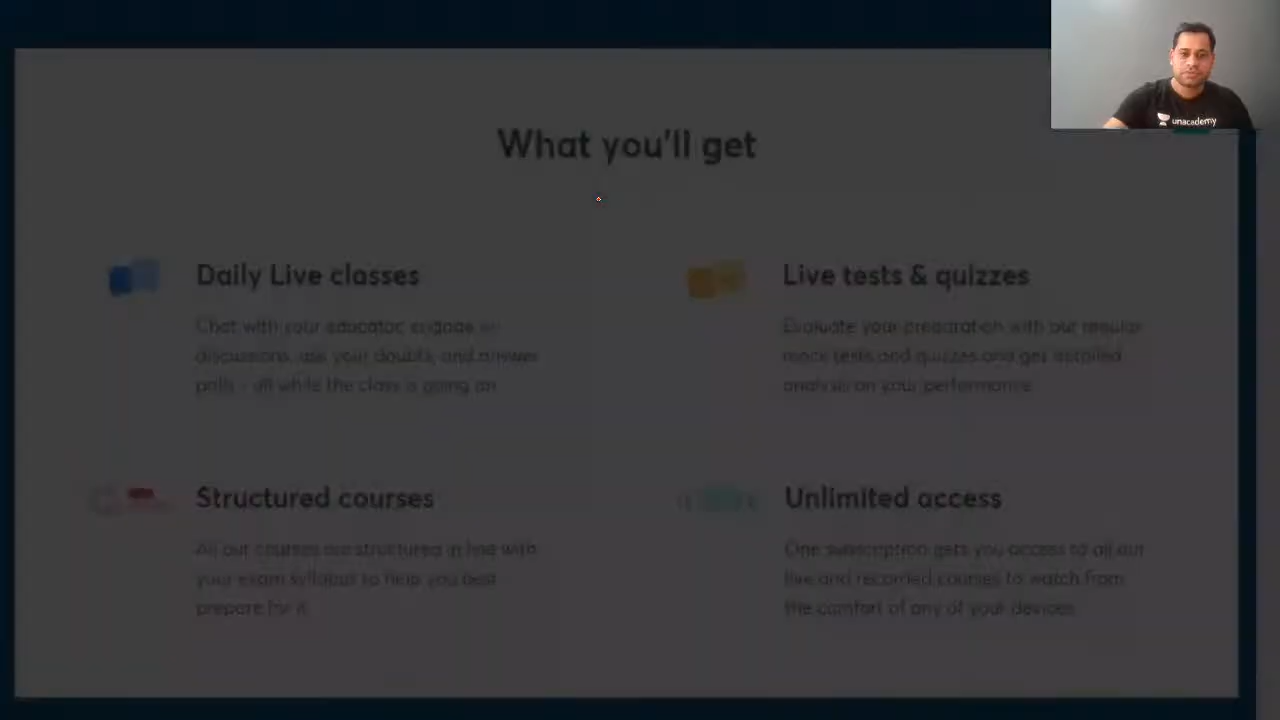 unacademy
What you'll get
Daily Live classes
Chat with your educator, engage in
discussions, ask your doubts, and answer
polls - all while the class is going on
Live tests & quizzes
Evaluate your preparation with our regular
mock tests and quizzes and get detailed
analysis on your performance
Structured courses
All our courses are structured in line with
your exam syllabus to help you best
prepare for it
Unlimited access
One subscription gets you access to all our
live and recorded courses to watch from
the comfort of any of your devices